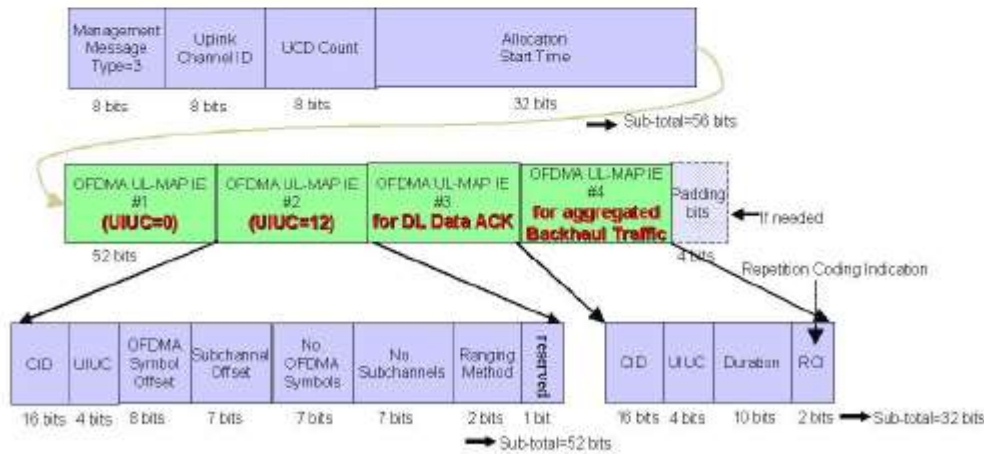 Management
Message
Type=3
Uplink
Channel ID
UCD Count
Allocation
Start Time
8 bits
8 bits
8 bits
32 bits
Sub-total=56 bits
OFDMA UL-MAP IE
#1
(UIUC=0)
OFDMA UL-MAP IE
#2
(UIUC=12)
OFDMA UL-MAP IE
#3
for DL Data ACK
OFDMA UL-MAP IE
#4
for aggregated
Backhaul Traffic
Padding
bits
If needed
52 bits
4 bits
Repetition Coding Indication
CID
UIUC
OFDMA
Symbol
Offset
Subchannel
Offset
No
OFDMA
Symbols
No
Subchannels
Ranging
Method
reserved
CID
UIUC
Duration
RCI
16 bits
4 bits
8 bits
7 bits
7 bits
7 bits
2 bits
1 bit
16 bits
4 bits
10 bits
2 bits
Sub-total=32 bits
Sub-total=52 bits